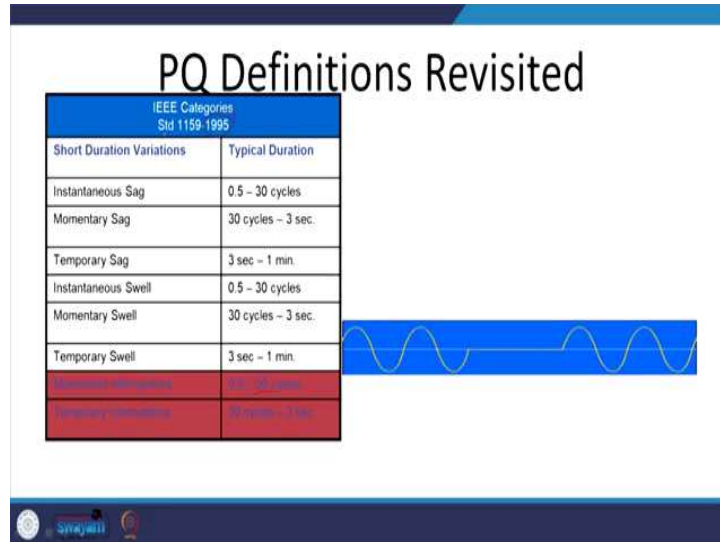 PQ Definitions Revisited
IEEE Categories
Std 1159-1995
Short Duration Variations Typical Duration
Instantaneous Sag 0.5 – 30 cycles
Momentary Sag 30 cycles – 3 sec.
Temporary Sag 3 sec – 1 min.
Instantaneous Swell 0.5 – 30 cycles
Momentary Swell 30 cycles – 3 sec.
Temporary Swell 3 sec – 1 min.
swayam